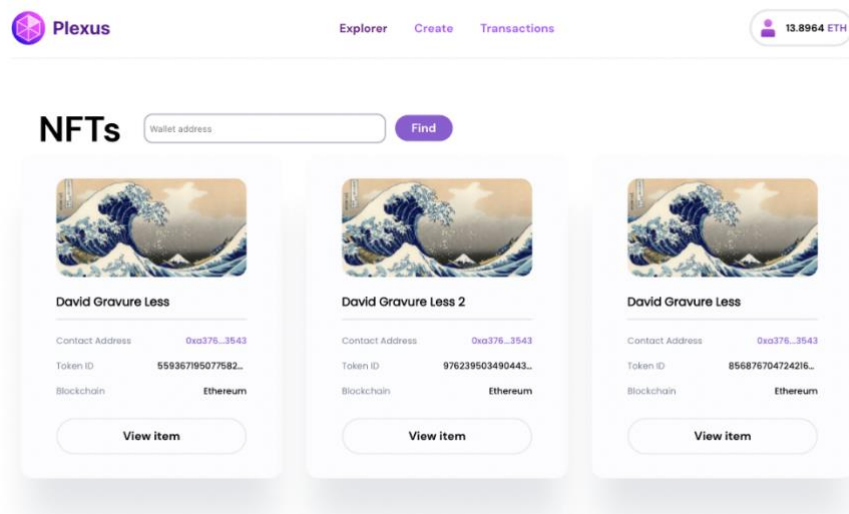 Plexus
Explorer Create Transactions
13.8964 ETH
NFTs
Wallet address
Find
David Gravure Less
Contact Address 0xa376...3543
Token ID 559367195077582...
Blockchain Ethereum
View item
David Gravure Less 2
Contact Address 0xa376...3543
Token ID 976239503490443...
Blockchain Ethereum
View item
David Gravure Less
Contact Address 0xa376...3543
Token ID 856876704724216...
Blockchain Ethereum
View item